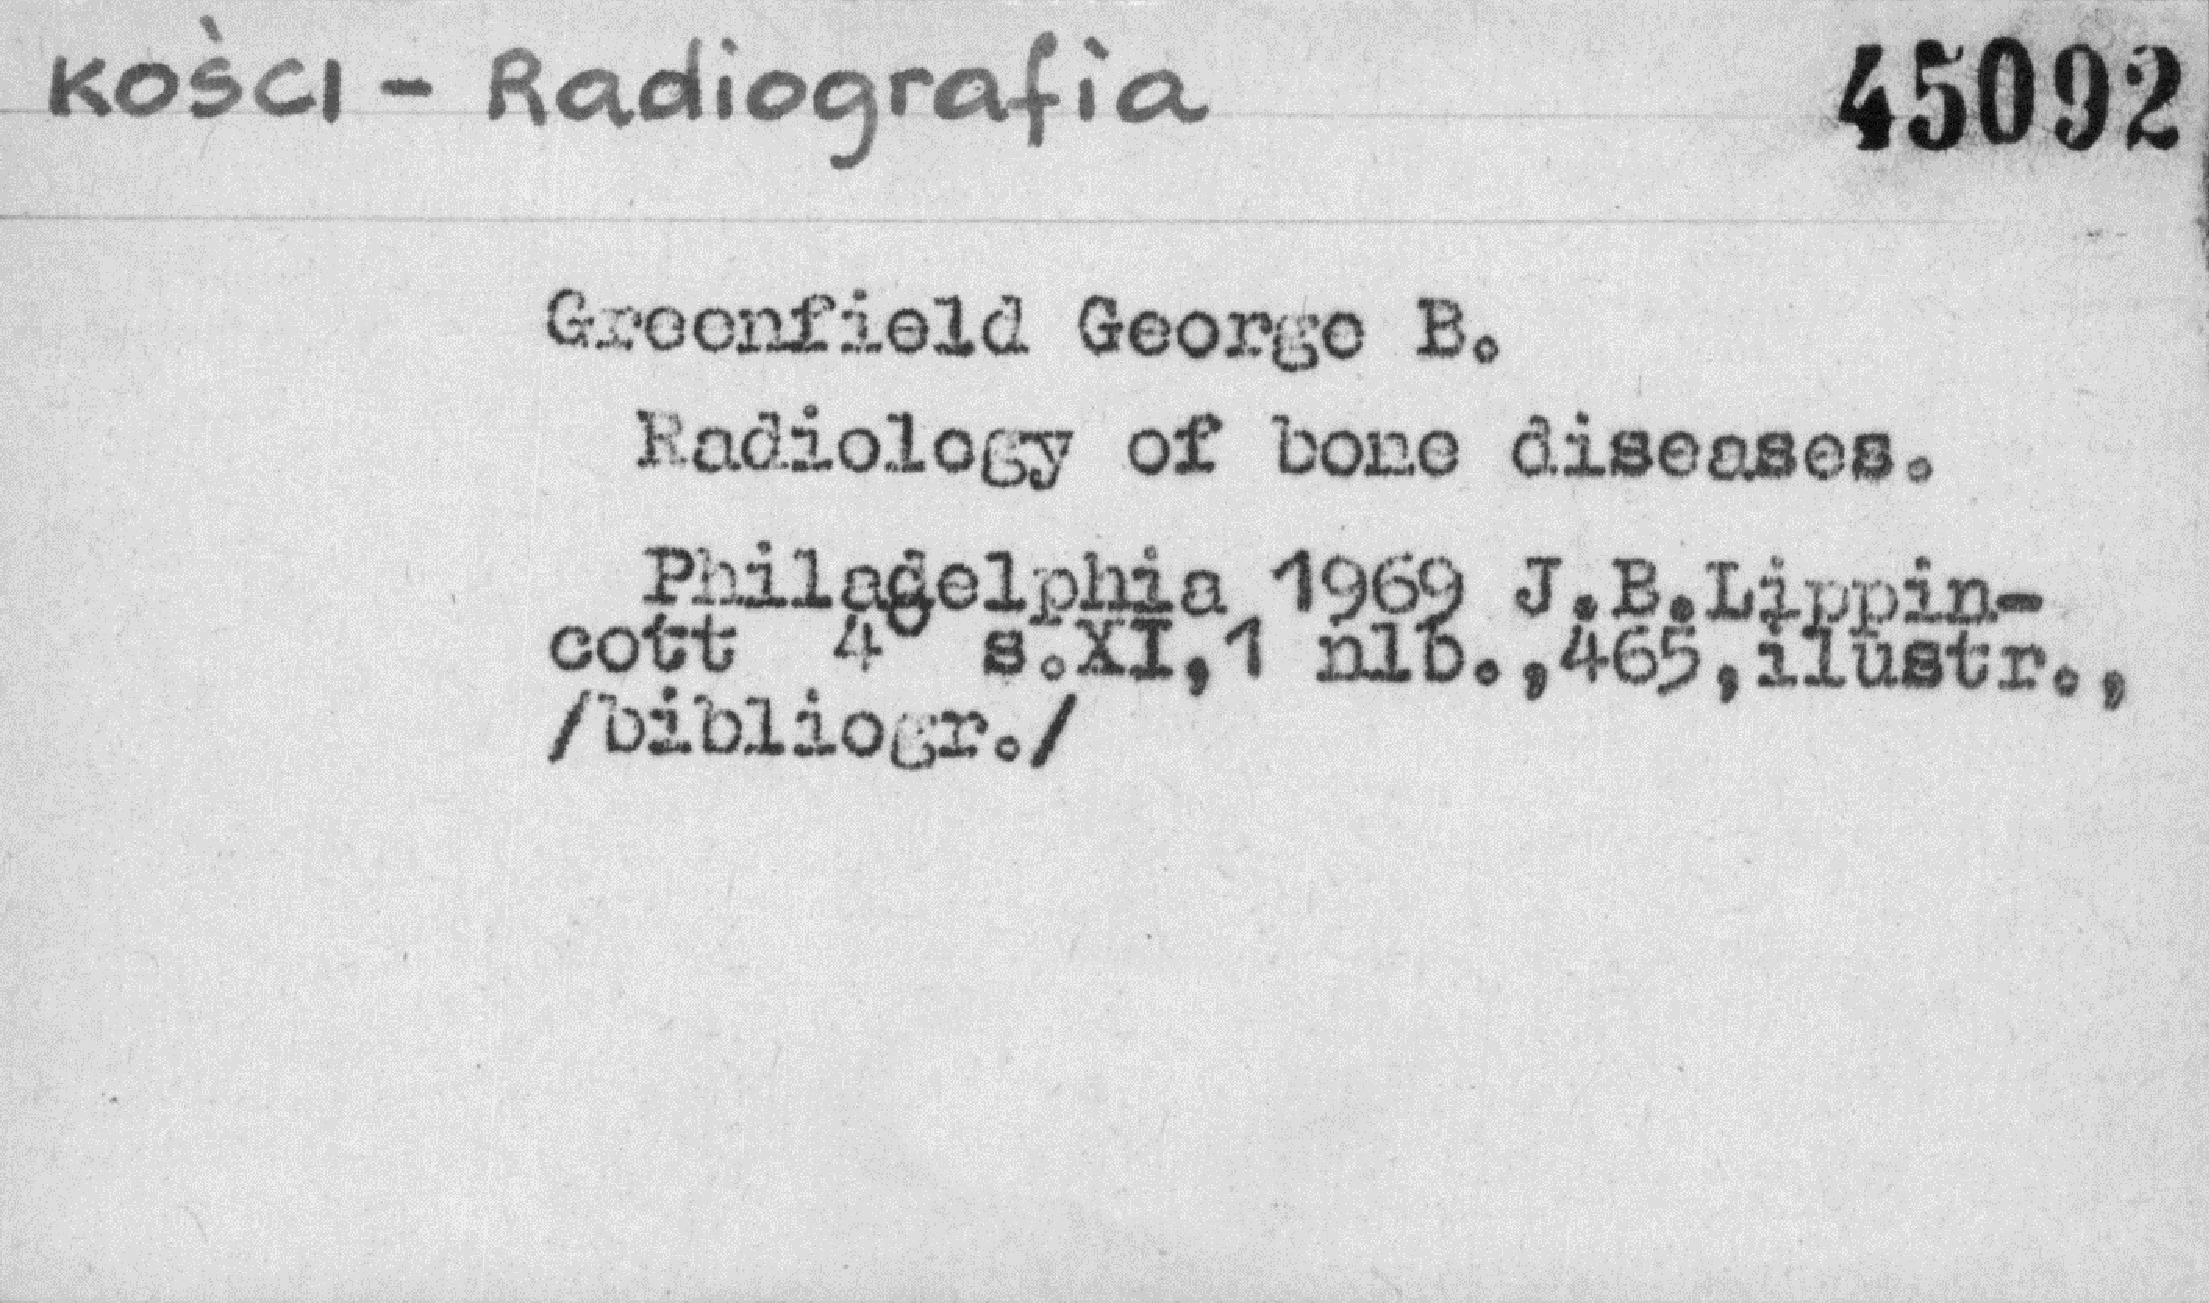 KOŚCI - Radiografia
45092
Greenfield George B.
Radiology of bone diseases.
Philadelphia 1969 J.B.Lippin-
cott 4° s.XI,1 nlb.,465,ilustr.,
/bibliogr./